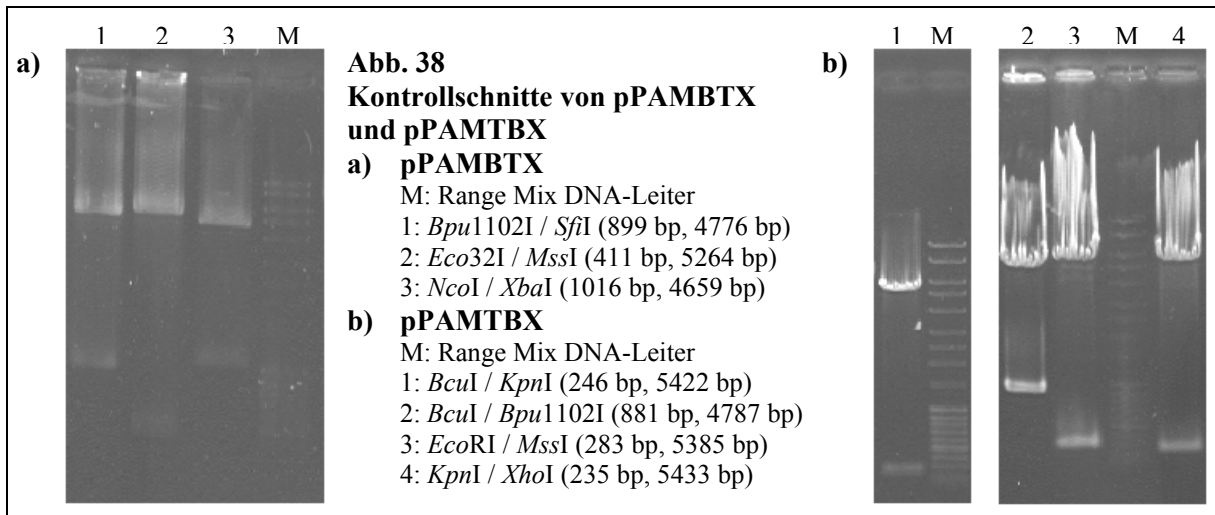 a)
1 2 3 M
Abb. 38
Kontrollschnitte von pPAMBTX
und pPAMTBX
a) pPAMBTX
M: Range Mix DNA-Leiter
1: Bpu1102I / SfiI (899 bp, 4776 bp)
2: Eco32I / MssI (411 bp, 5264 bp)
3: NcoI / XbaI (1016 bp, 4659 bp)
b) pPAMTBX
M: Range Mix DNA-Leiter
1: BcuI / KpnI (246 bp, 5422 bp)
2: BcuI / Bpu1102I (881 bp, 4787 bp)
3: EcoRI / MssI (283 bp, 5385 bp)
4: KpnI / XhoI (235 bp, 5433 bp)
b)
1 M
2 3 M 4